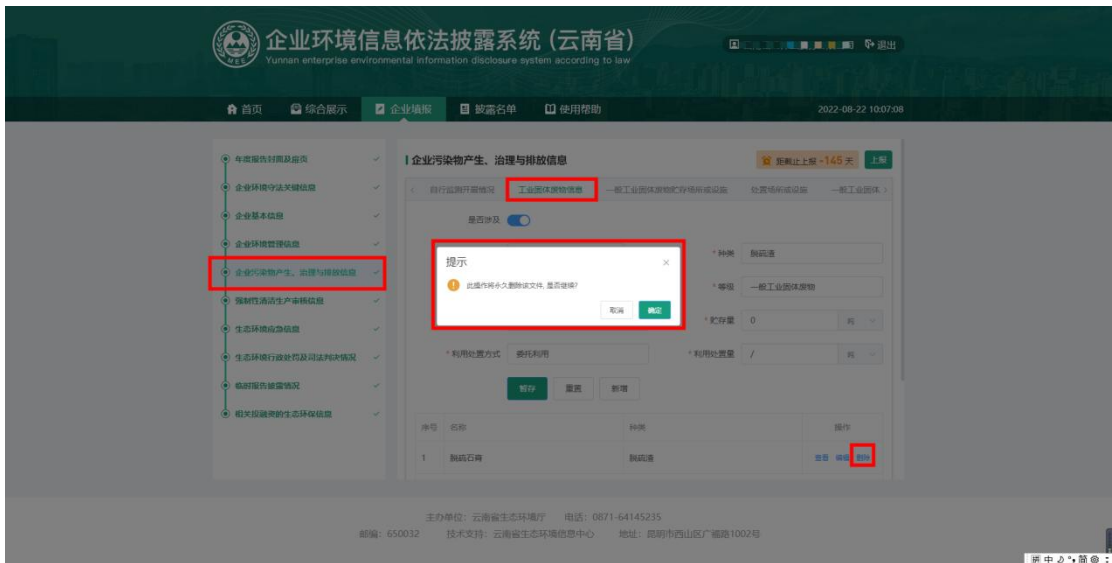 企业环境信息依法披露系统 (云南省)
Yunnan enterprise environmental information disclosure system according to law
退出
首页 综合展示 企业填报 披露名单 使用帮助 2022-08-22 10:07:08
年度报告封面及扉页
企业环境守法关键信息
企业基本信息
企业环境管理信息
企业污染物产生、治理与排放信息
强制性清洁生产审核信息
生态环境应急信息
生态环境行政处罚及司法判决情况
临时报告披露情况
相关投融资的生态环保信息
企业污染物产生、治理与排放信息 距截止上报 -145 天 上报
自行监测开展情况 工业固体废物信息 一般工业固体废物贮存场所或设施 处置场所或设施 一般工业固体
是否涉及
* 种类 脱硫渣
* 等级 一般工业固体废物
* 贮存量 0 吨
提示
此操作将永久删除该文件, 是否继续?
取消 确定
* 利用处置方式 委托利用 * 利用处置量 / 吨
暂存 重置 新增
序号 名称 种类 操作
1 脱硫石膏 脱硫渣 查看 编辑 删除
主办单位：云南省生态环境厅 电话：0871-64145235
邮编：650032 技术支持：云南省生态环境信息中心 地址：昆明市西山区广福路1002号
拼 中 简